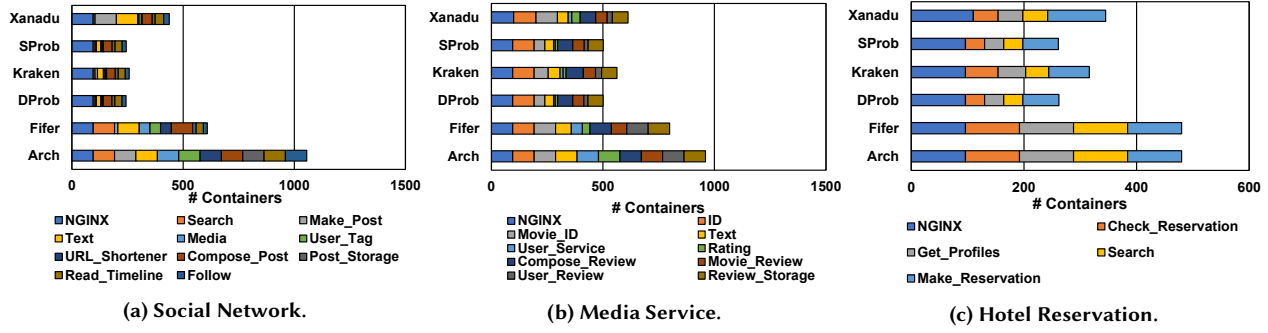 Xanadu
SProb
Kraken
DProb
Fifer
Arch
0 500 1000 1500
# Containers
NGINX Search Make_Post
Text Media User_Tag
URL_Shortener Compose_Post Post_Storage
Read_Timeline Follow
(a) Social Network.
Xanadu
SProb
Kraken
DProb
Fifer
Arch
0 500 1000 1500
# Containers
NGINX ID
Movie_ID Text
User_Service Rating
Compose_Review Movie_Review
User_Review Review_Storage
(b) Media Service.
Xanadu
SProb
Kraken
DProb
Fifer
Arch
0 200 400 600
# Containers
NGINX Check_Reservation
Get_Profiles Search
Make_Reservation
(c) Hotel Reservation.